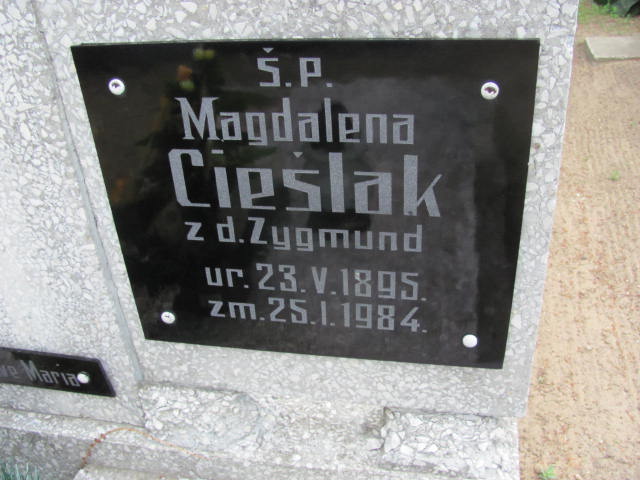 Ś.P.
Magdalena
Cieślak
z d. Zygmund
ur. 23.V.1895.
zm. 25.I.1984.
Maria